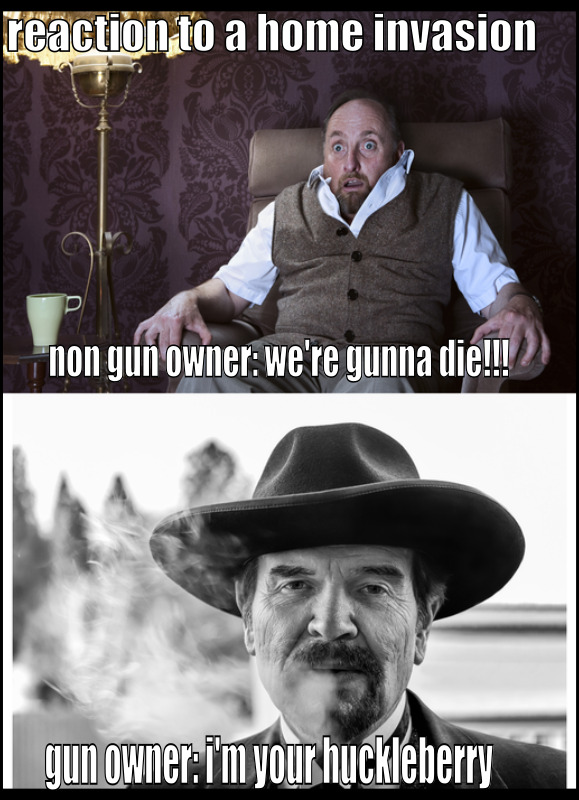 reaction to a home invasion
non gun owner: we're gunna die!!!
gun owner: i'm your huckleberry